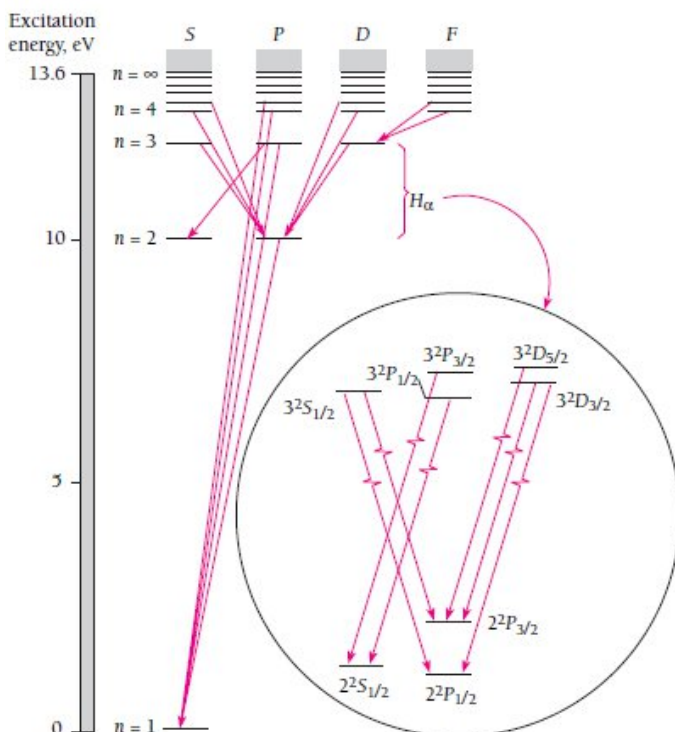 Excitation
energy, eV
S P D F
13.6
n = ∞
n = 4
n = 3
Hα
10
n = 2
3²P₃/₂
3²D₅/₂
3²P₁/₂
3²S₁/₂
3²D₃/₂
5
2²P₃/₂
2²S₁/₂
2²P₁/₂
0
n = 1